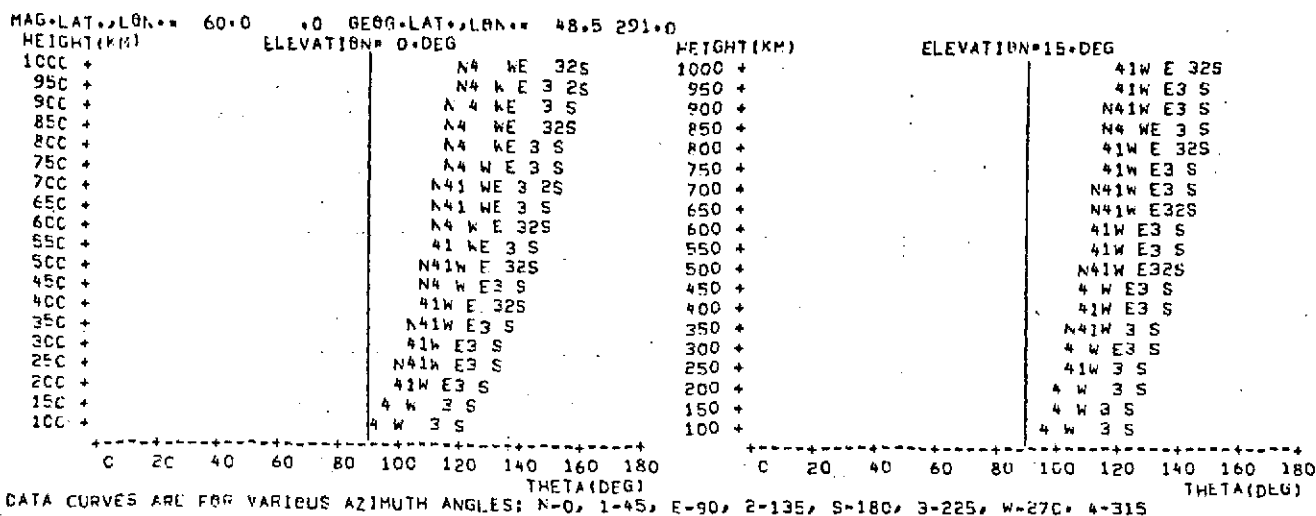 MAG.LAT.,LON.= 60.0 .0 GEOG.LAT.,LON.= 48.5 291.0
HEIGHT(KM) ELEVATION= 0.DEG
1000 + N4 WE 32S
950 + N4 W E 3 2S
900 + N 4 WE 3 S
850 + N4 WE 32S
800 + N4 WE 3 S
750 + N4 W E 3 S
700 + N41 WE 3 2S
650 + N41 WE 3 S
600 + N4 W E 32S
550 + 41 WE 3 S
500 + N41W E 32S
450 + N4 W E3 S
400 + 41W E 32S
350 + N41W E3 S
300 + 41W E3 S
250 + N41W E3 S
200 + 41W E3 S
150 + 4 W 3 S
100 + 4 W 3 S
0 20 40 60 80 100 120 140 160 180
THETA(DEG)
HEIGHT(KM) ELEVATION=15.DEG
1000 + 41W E 32S
950 + 41W E3 S
900 + N41W E3 S
850 + N4 WE 3 S
800 + 41W E 32S
750 + 41W E3 S
700 + N41W E3 S
650 + N41W E32S
600 + 41W E3 S
550 + 41W E3 S
500 + N41W E32S
450 + 4 W E3 S
400 + 41W E3 S
350 + N41W 3 S
300 + 4 W E3 S
250 + 41W 3 S
200 + 4 W 3 S
150 + 4 W 3 S
100 + 4 W 3 S
0 20 40 60 80 100 120 140 160 180
THETA(DEG)
DATA CURVES ARE FOR VARIOUS AZIMUTH ANGLES; N-0, 1-45, E-90, 2-135, S-180, 3-225, W-270, 4-315